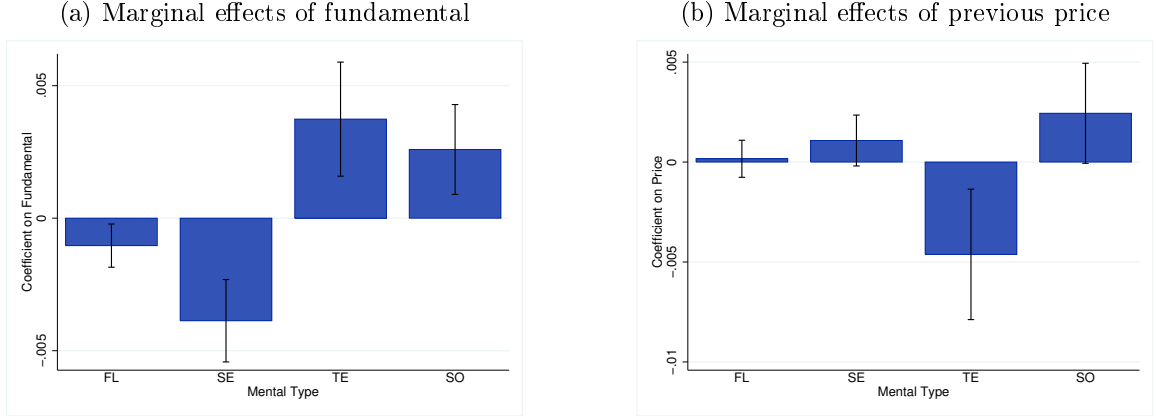 (a) Marginal effects of fundamental
Coefficient on Fundamental
.005
0
-.005
FL SE TE SO
Mental Type
(b) Marginal effects of previous price
Coefficient on Price
.005
0
-.005
-.01
FL SE TE SO
Mental Type